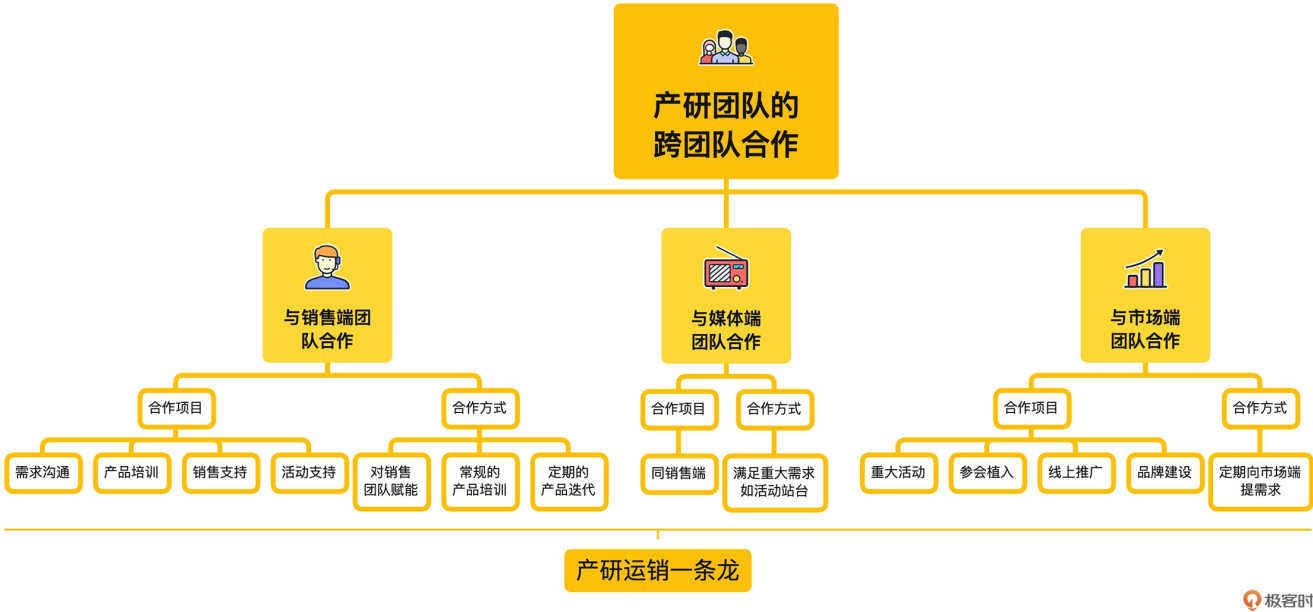 产研团队的
跨团队合作
与销售端团
队合作
与媒体端
团队合作
与市场端
团队合作
合作项目
合作方式
合作项目
合作方式
合作项目
合作方式
需求沟通
产品培训
销售支持
活动支持
对销售
团队赋能
常规的
产品培训
定期的
产品迭代
同销售端
满足重大需求
如活动站台
重大活动
参会植入
线上推广
品牌建设
定期向市场端
提需求
产研运销一条龙
极客时